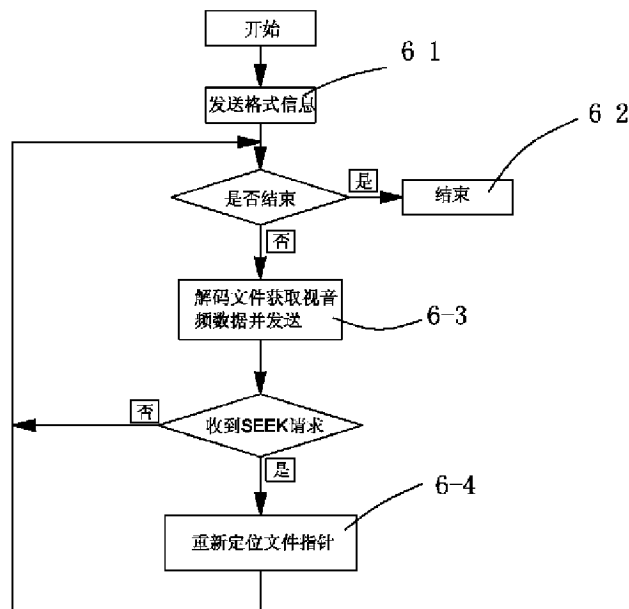 开始
6 1
发送格式信息
6 2
是否结束
是
结束
否
解码文件获取视音
频数据并发送
6-3
否
收到SEEK请求
是
6-4
重新定位文件指针